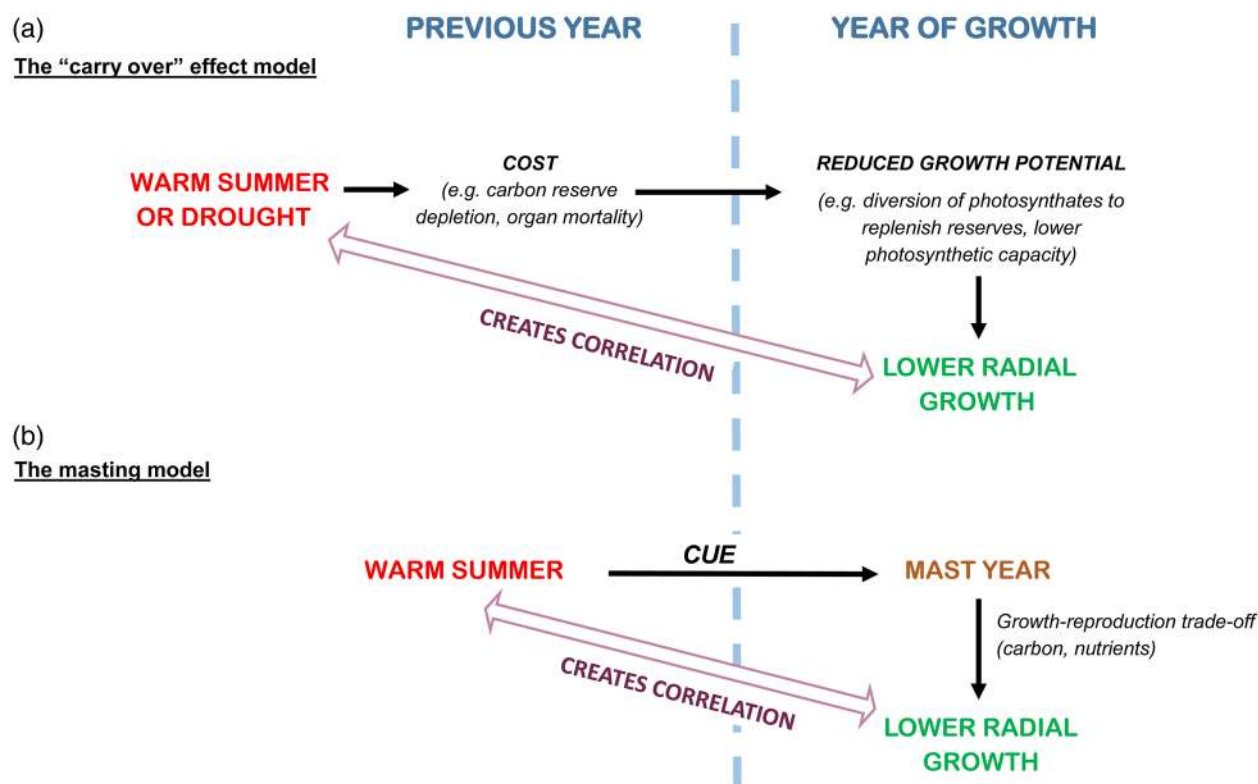 (a)
PREVIOUS YEAR
YEAR OF GROWTH
The “carry over” effect model
WARM SUMMER
OR DROUGHT
COST
(e.g. carbon reserve
depletion, organ mortality)
REDUCED GROWTH POTENTIAL
(e.g. diversion of photosynthates to
replenish reserves, lower
photosynthetic capacity)
CREATES CORRELATION
LOWER RADIAL
GROWTH
(b)
The masting model
WARM SUMMER
CUE
MAST YEAR
Growth-reproduction trade-off
(carbon, nutrients)
CREATES CORRELATION
LOWER RADIAL
GROWTH